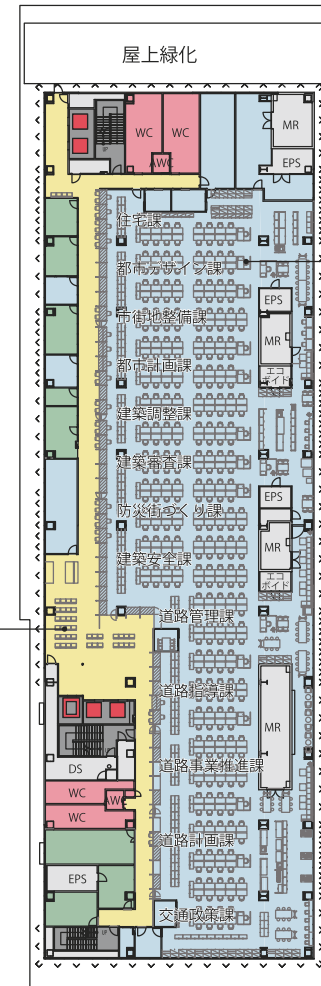 屋上緑化
WC WC MR
AWC EPS
住宅課
都市デザイン課
EPS
市街地整備課
MR
都市計画課
エコ
ボイド
建築調整課
建築審査課
EPS
防災街づくり課
MR
建築安全課
エコ
ボイド
道路管理課
道路指導課
MR
道路事業推進課
DS
WC AWC
WC
道路計画課
EPS
交通政策課